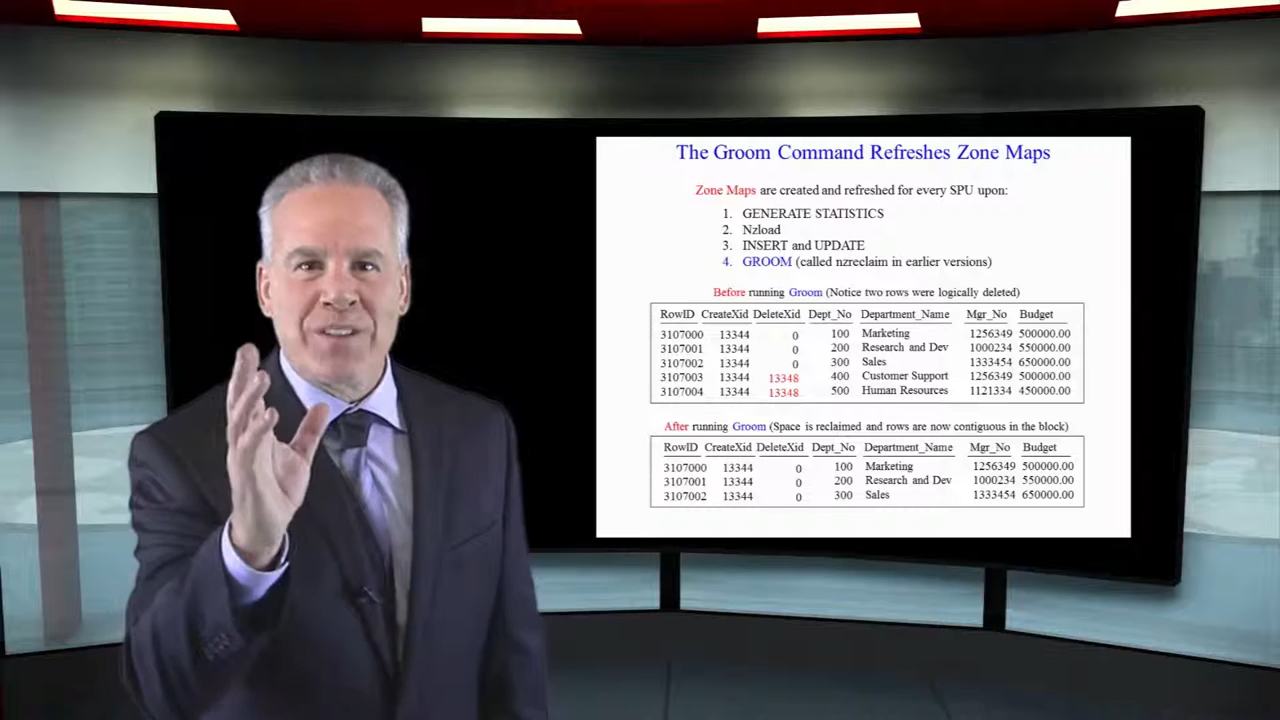 The Groom Command Refreshes Zone Maps
Zone Maps are created and refreshed for every SPU upon:
1. GENERATE STATISTICS
2. Nzload
3. INSERT and UPDATE
4. GROOM (called nzreclaim in earlier versions)
Before running Groom (Notice two rows were logically deleted)
RowID CreateXid DeleteXid Dept_No Department_Name Mgr_No Budget
3107000 13344 0 100 Marketing 1256349 500000.00
3107001 13344 0 200 Research and Dev 1000234 550000.00
3107002 13344 0 300 Sales 1333454 650000.00
3107003 13344 13348 400 Customer Support 1256349 500000.00
3107004 13344 13348 500 Human Resources 1121334 450000.00
After running Groom (Space is reclaimed and rows are now contiguous in the block)
RowID CreateXid DeleteXid Dept_No Department_Name Mgr_No Budget
3107000 13344 0 100 Marketing 1256349 500000.00
3107001 13344 0 200 Research and Dev 1000234 550000.00
3107002 13344 0 300 Sales 1333454 650000.00